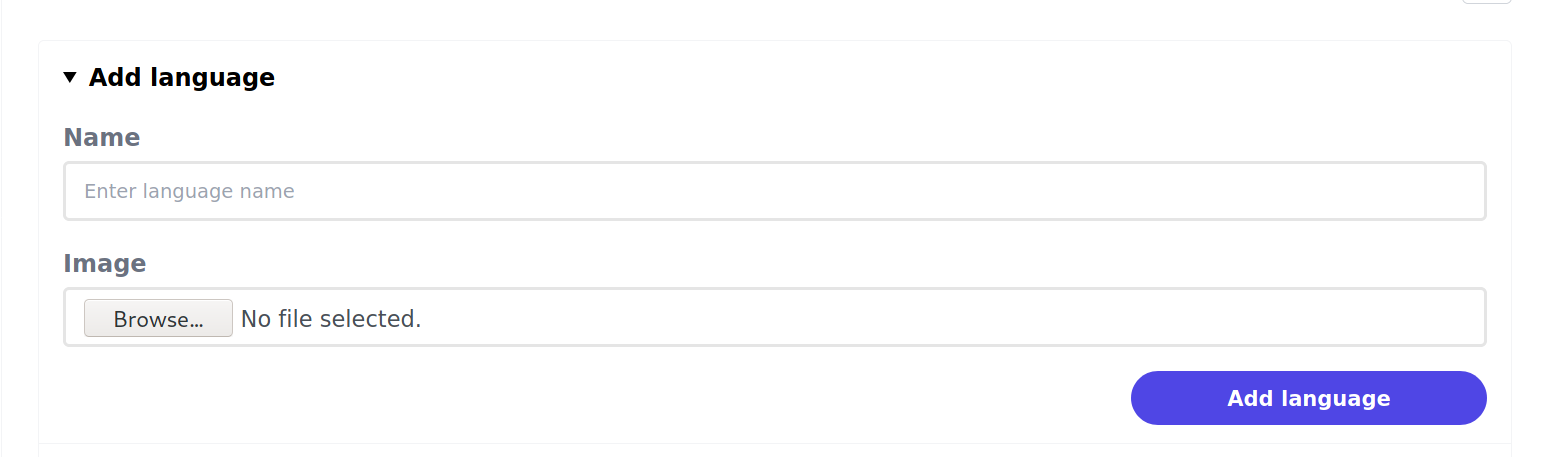 Add language
Name
Enter language name
Image
Browse... No file selected.
Add language